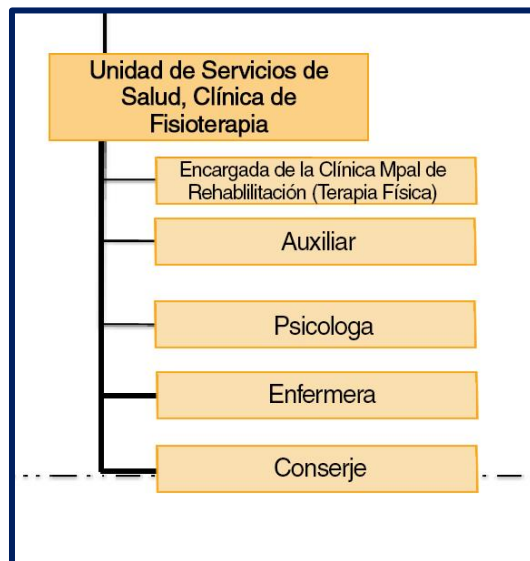 Unidad de Servicios de
Salud, Clínica de
Fisioterapia
Encargada de la Clínica Mpal de
Rehablilitación (Terapia Física)
Auxiliar
Psicologa
Enfermera
Conserje